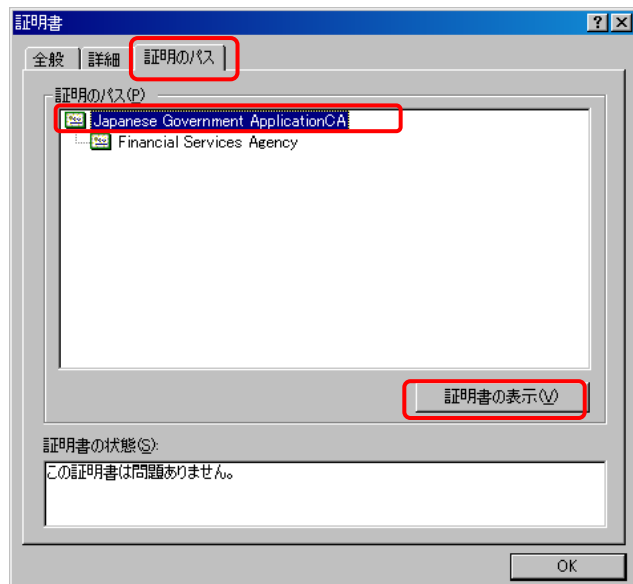 証明書
全般 詳細 証明のパス
証明のパス(P)
Japanese Government ApplicationCA
Financial Services Agency
証明書の表示(V)
証明書の状態(S):
この証明書は問題ありません。
OK